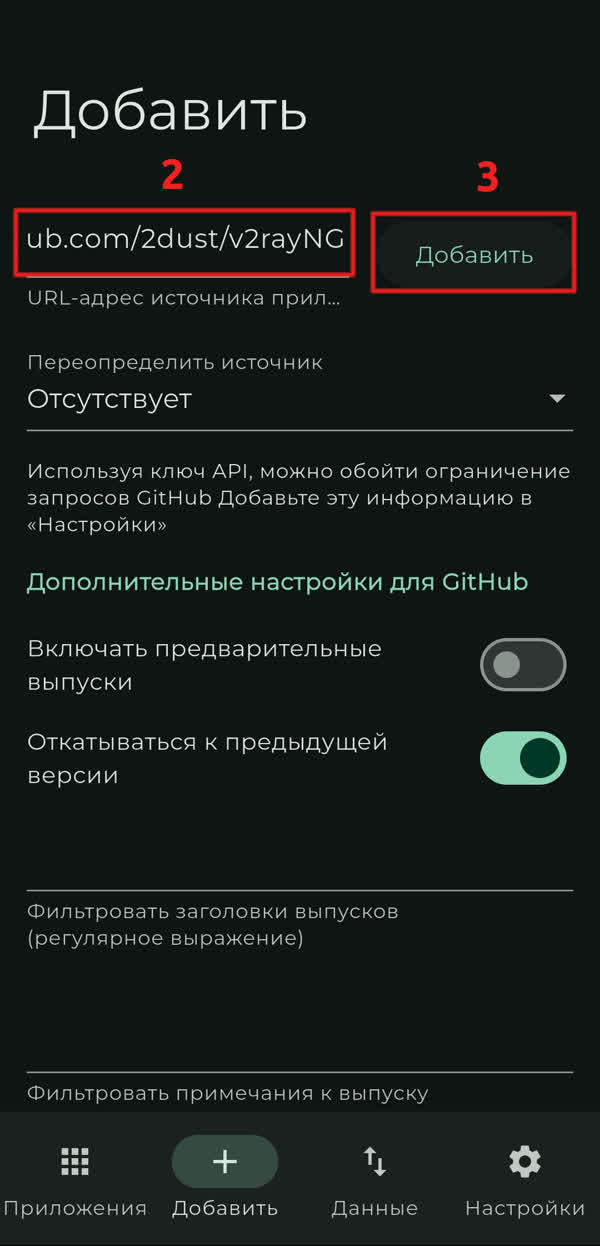 Добавить
2
3
ub.com/2dust/v2rayNG
Добавить
URL-адрес источника прил...
Переопределить источник
Отсутствует
Используя ключ API, можно обойти ограничение
запросов GitHub Добавьте эту информацию в
«Настройки»
Дополнительные настройки для GitHub
Включать предварительные
выпуски
Откатываться к предыдущей
версии
Фильтровать заголовки выпусков
(регулярное выражение)
Фильтровать примечания к выпуску
Приложения
Добавить
Данные
Настройки